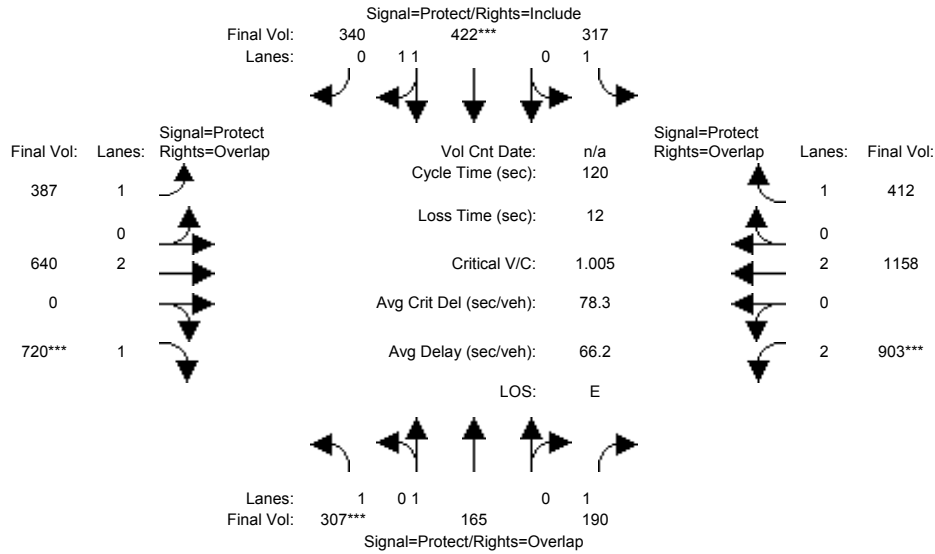 Signal=Protect/Rights=Include
Final Vol: 340 422*** 317
Lanes: 0 1 1 0 1
Signal=Protect Signal=Protect
Final Vol: Lanes: Rights=Overlap Vol Cnt Date: n/a Rights=Overlap Lanes: Final Vol:
Cycle Time (sec): 120
387 1 1 412
Loss Time (sec): 12
0 0
640 2 Critical V/C: 1.005 2 1158
0 Avg Crit Del (sec/veh): 78.3 0
720*** 1 Avg Delay (sec/veh): 66.2 2 903***
LOS: E
Lanes: 1 0 1 0 1
Final Vol: 307*** 165 190
Signal=Protect/Rights=Overlap